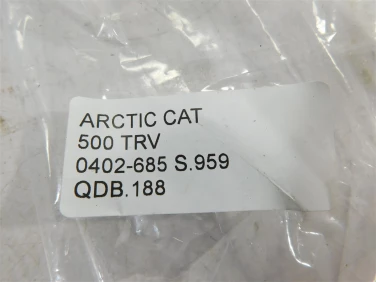 ARCTIC CAT
500 TRV
0402-685 S.959
QDB.188